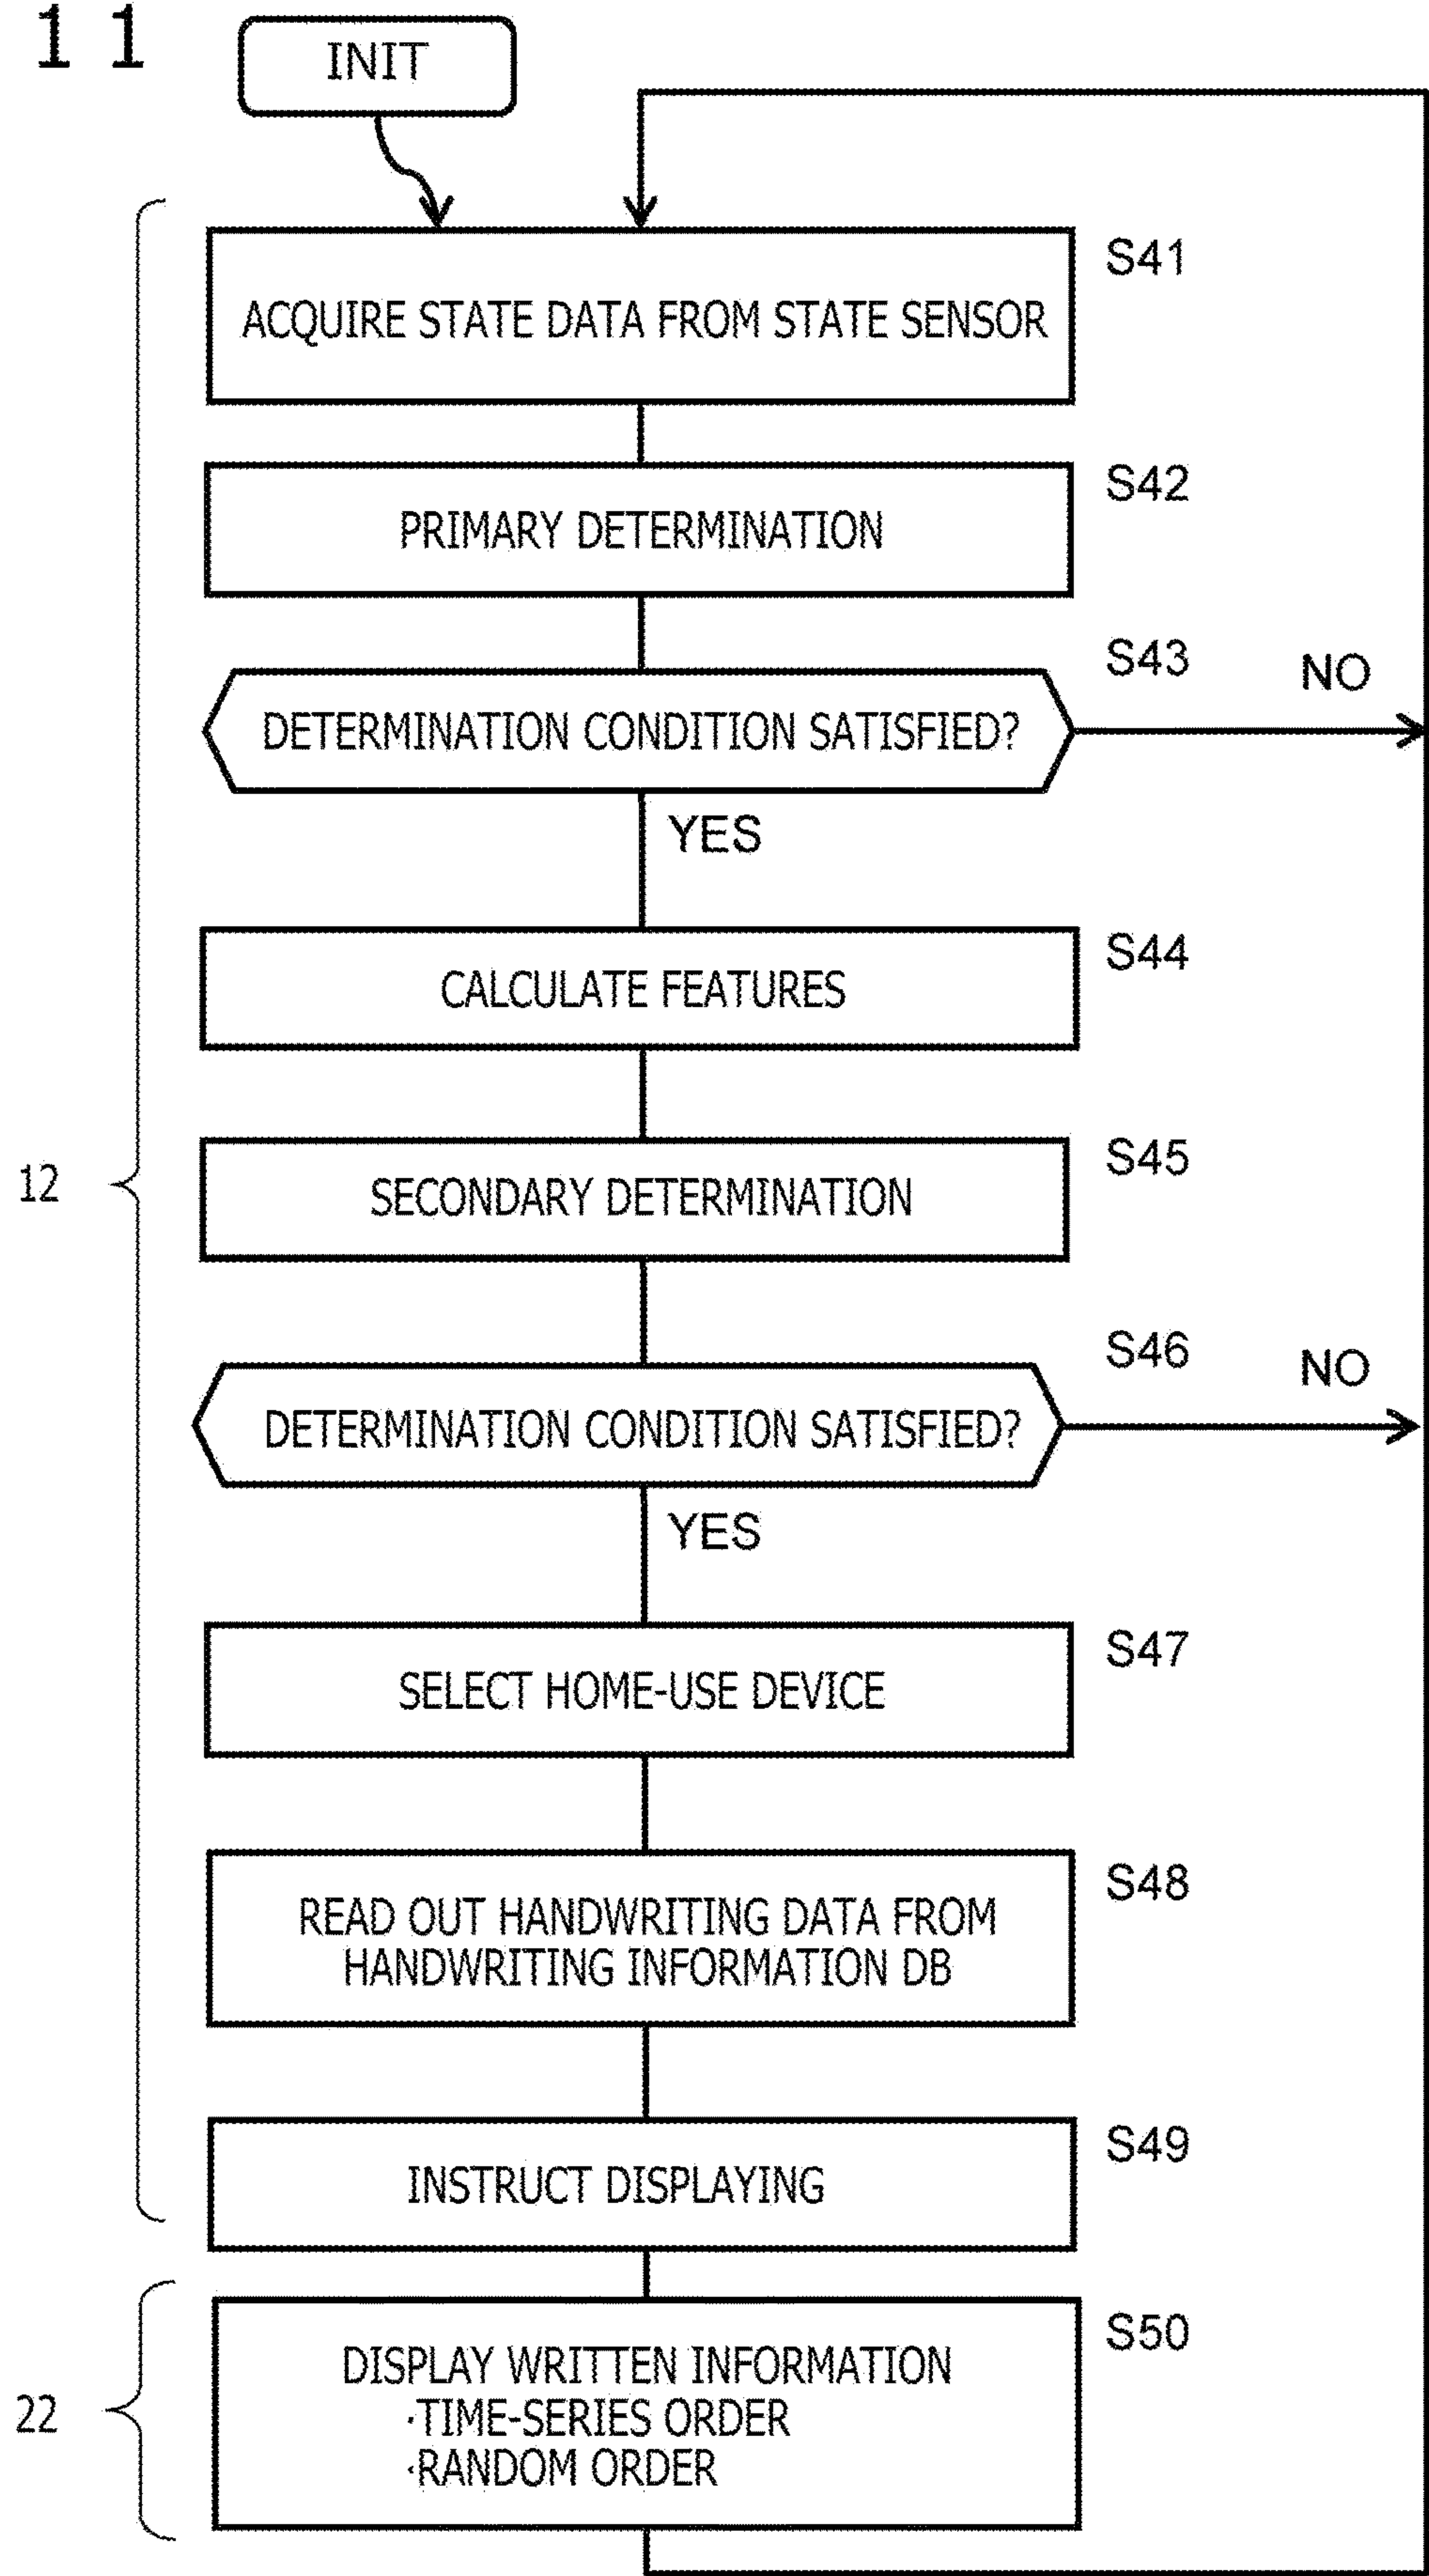 11
INIT
S41
ACQUIRE STATE DATA FROM STATE SENSOR
S42
PRIMARY DETERMINATION
S43
NO
DETERMINATION CONDITION SATISFIED?
YES
S44
CALCULATE FEATURES
S45
12
SECONDARY DETERMINATION
S46
NO
DETERMINATION CONDITION SATISFIED?
YES
S47
SELECT HOME-USE DEVICE
S48
READ OUT HANDWRITING DATA FROM
HANDWRITING INFORMATION DB
S49
INSTRUCT DISPLAYING
S50
DISPLAY WRITTEN INFORMATION
22
·TIME-SERIES ORDER
·RANDOM ORDER